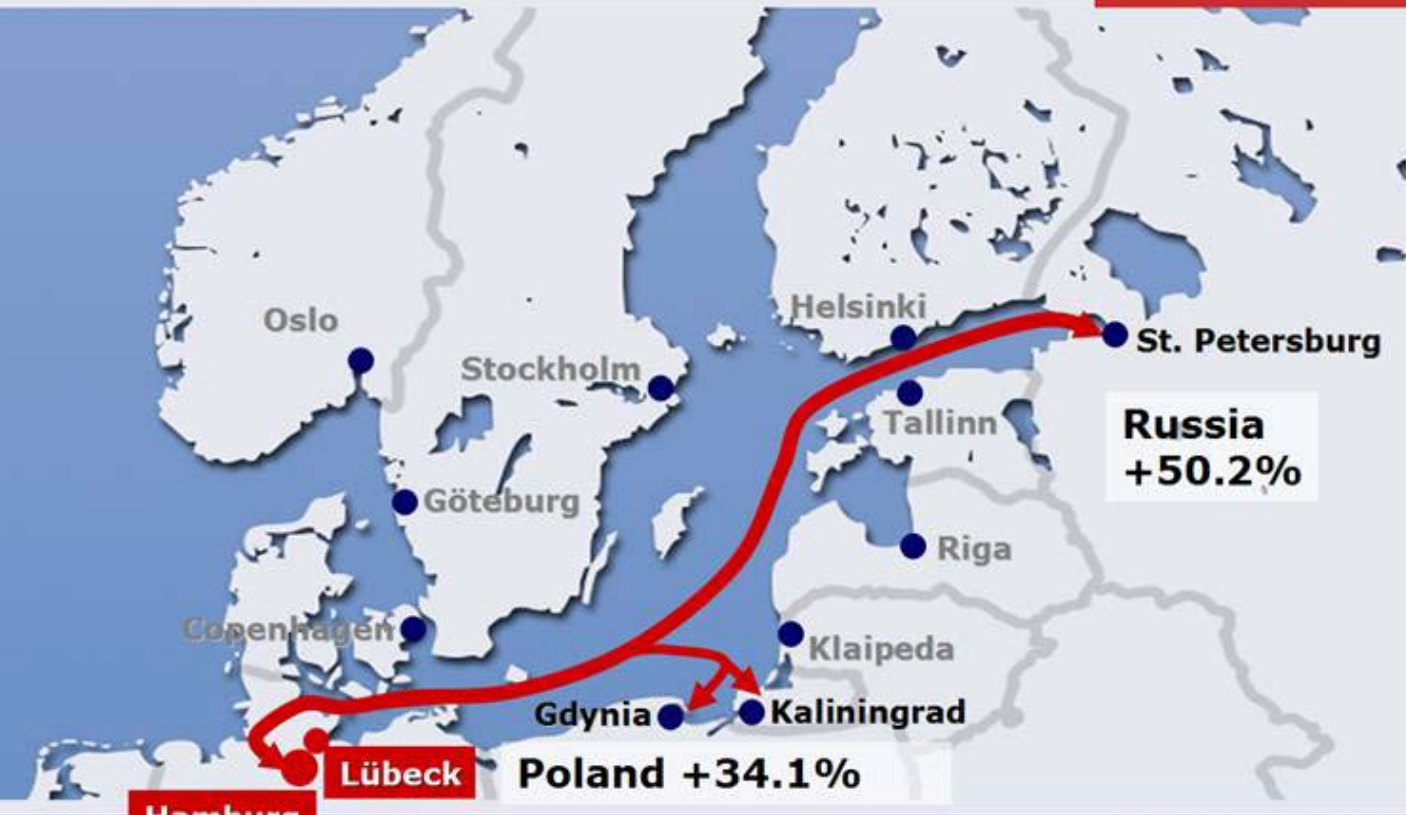 Oslo
Helsinki
St. Petersburg
Stockholm
Tallinn
Russia
+50.2%
Göteburg
Riga
Copenhagen
Klaipeda
Gdynia
Kaliningrad
Lübeck
Poland +34.1%
Hamburg